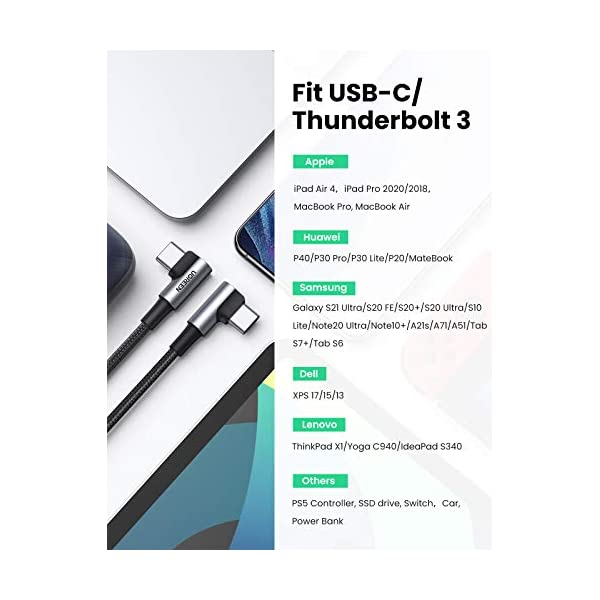 Fit USB-C/
Thunderbolt 3
Apple
iPad Air 4, iPad Pro 2020/2018,
MacBook Pro, MacBook Air
Huawei
P40/P30 Pro/P30 Lite/P20/MateBook
Samsung
Galaxy S21 Ultra/S20 FE/S20+/S20 Ultra/S10
Lite/Note20 Ultra/Note10+/A21s/A71/A51/Tab
S7+/Tab S6
Dell
XPS 17/15/13
Lenovo
ThinkPad X1/Yoga C940/IdeaPad S340
Others
PS5 Controller, SSD drive, Switch, Car,
Power Bank
UGREEN